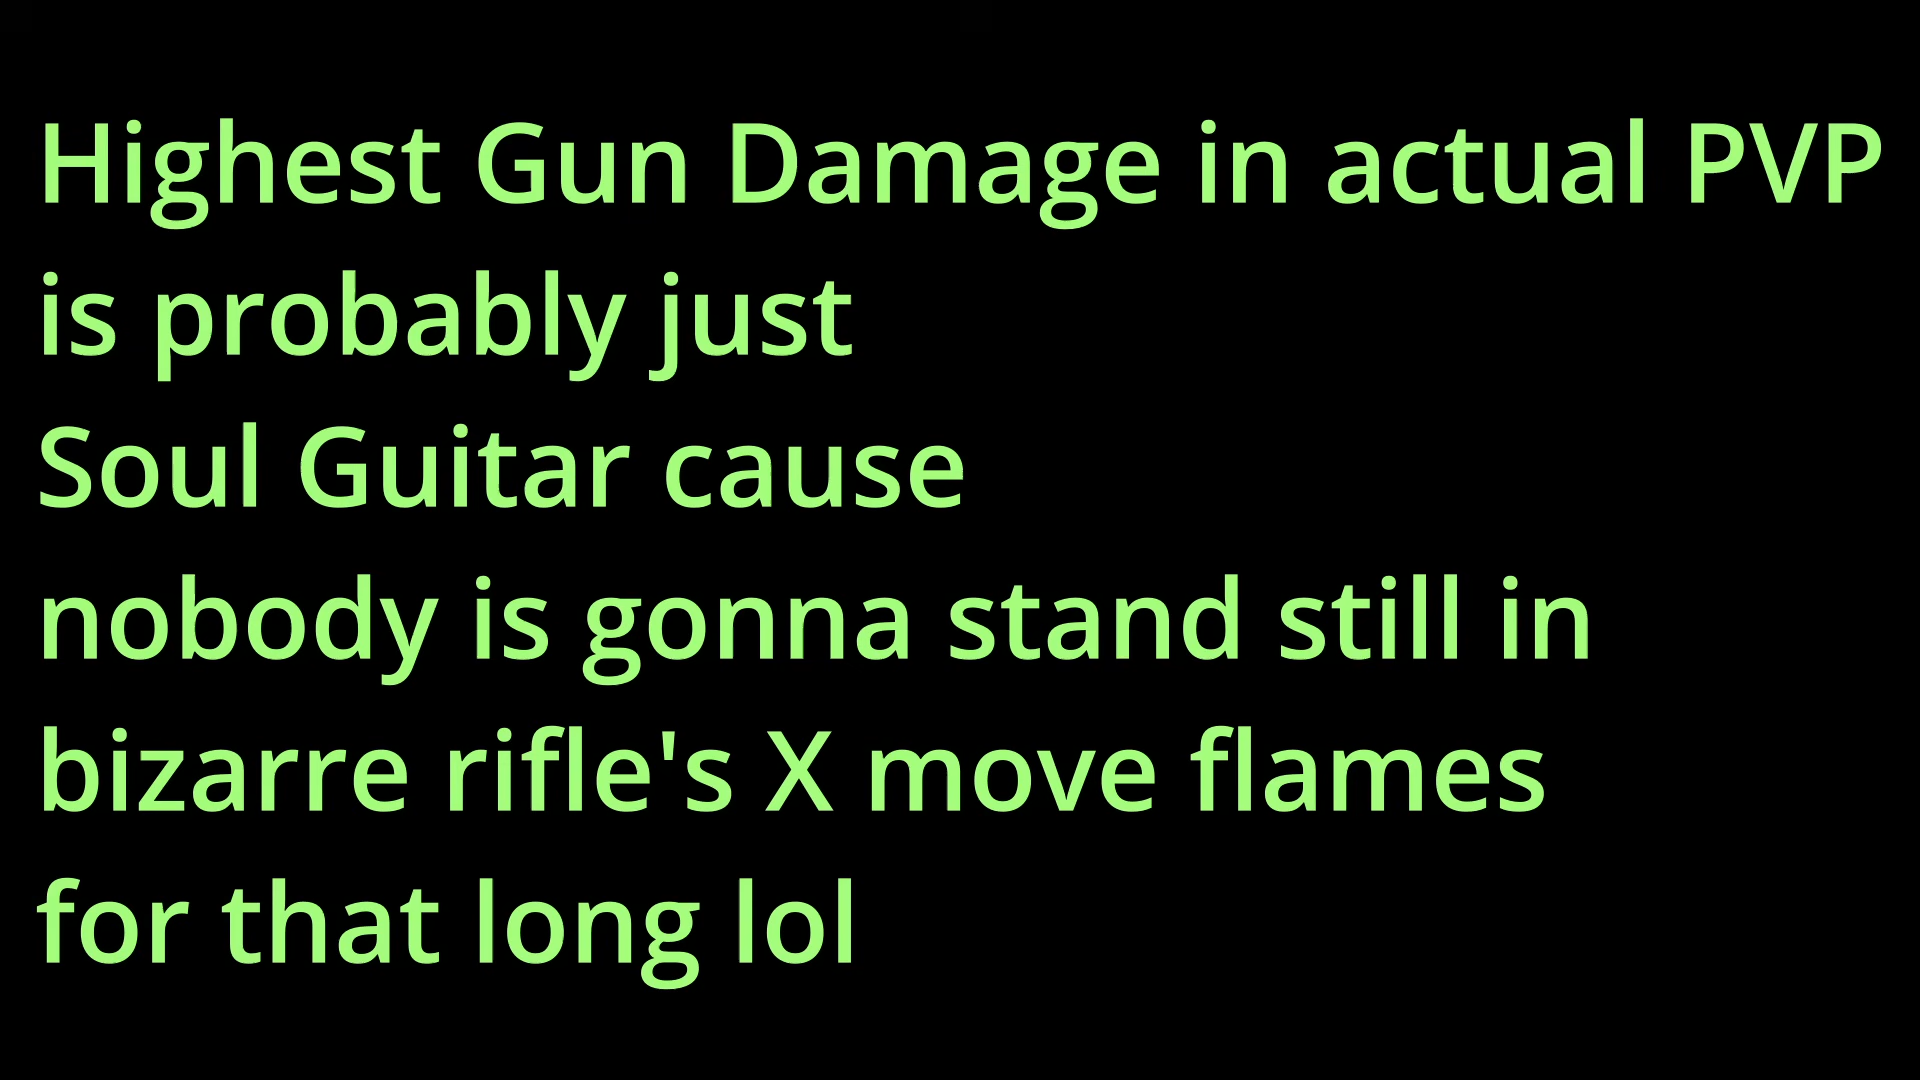 Highest Gun Damage in actual PVP
is probably just
Soul Guitar cause
nobody is gonna stand still in
bizarre rifle's X move flames
for that long lol